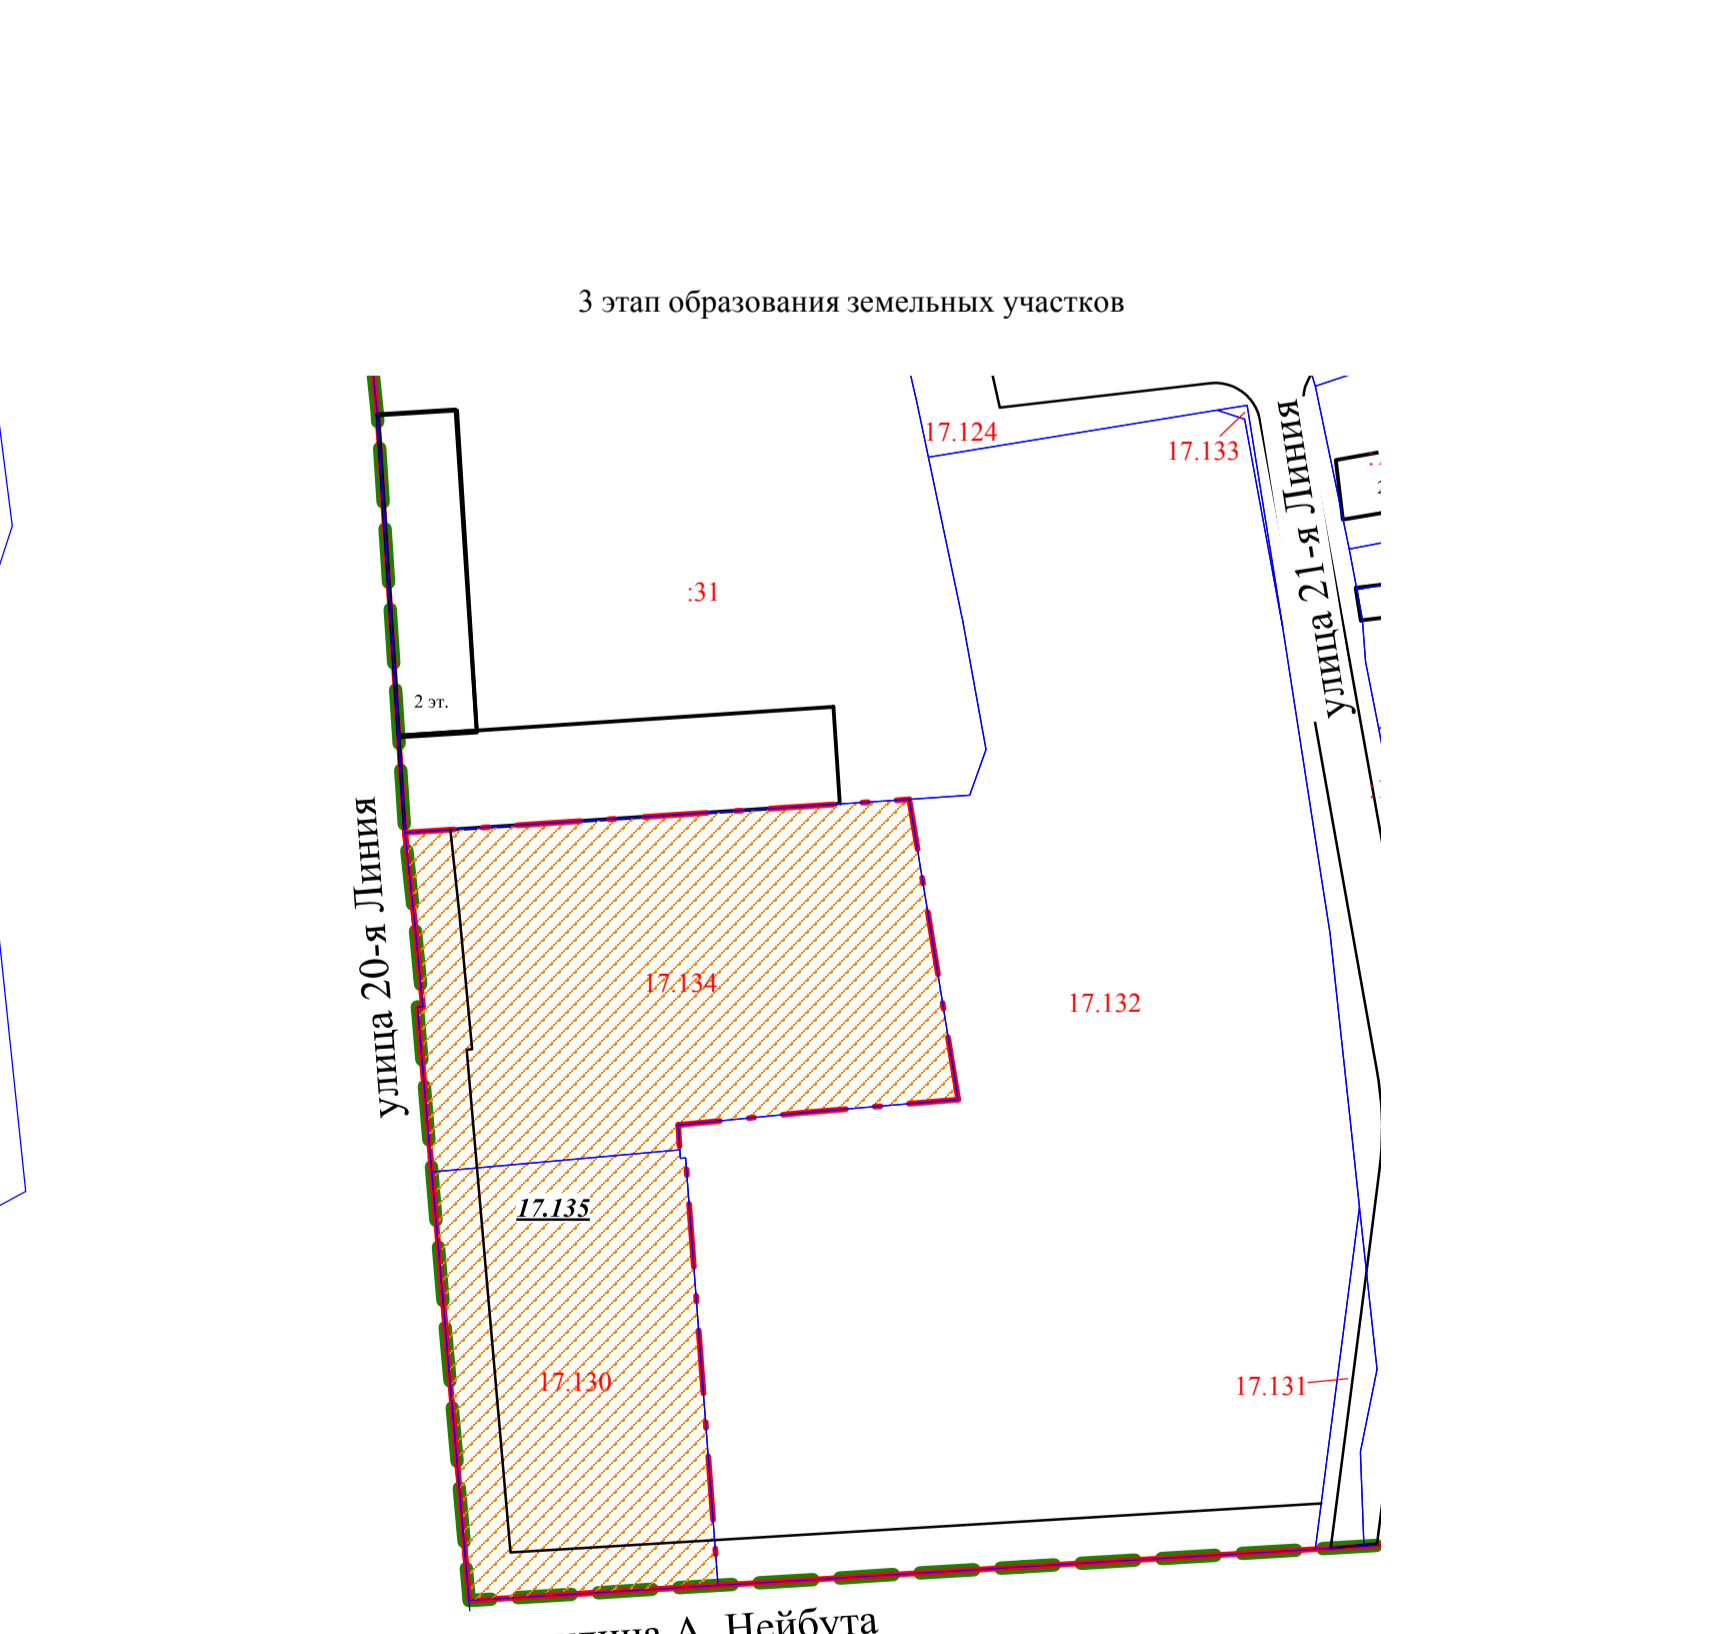 3 этап образования земельных участков
17.124
17.133
улица 21-я Линия
:31
2 эт.
улица 20-я Линия
17.134
17.132
17.135
17.130
17.131
улица А. Нейбута